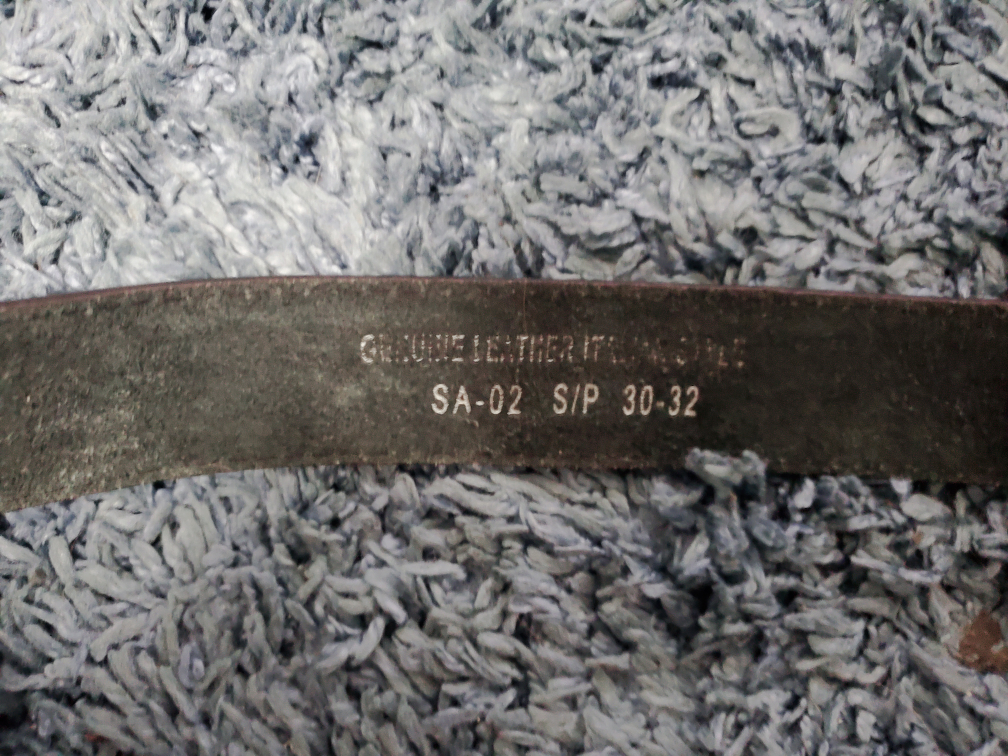 GENUINE LEATHER ITALIAN STYLE
SA-02 S/P 30-32